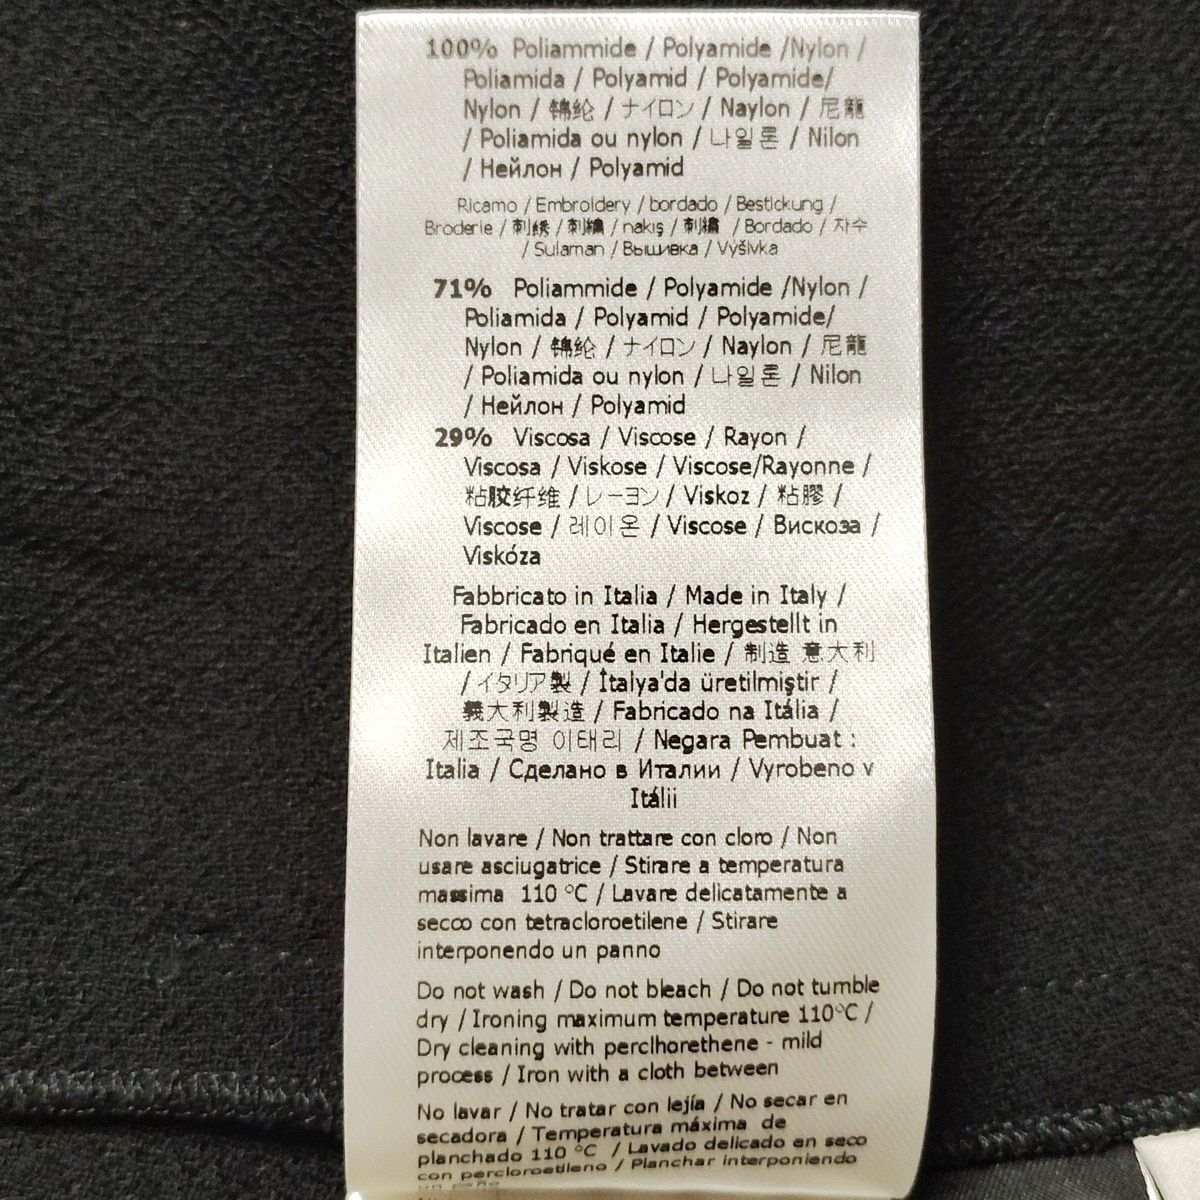 100% Poliammide / Polyamide /Nylon /
Poliamida / Polyamid / Polyamide/
Nylon / 锦纶 / ナイロン / Naylon / 尼龍
/ Poliamida ou nylon / 나일론 / Nilon
/ Нейлон / Polyamid
Ricamo / Embroidery / bordado / Bestickung /
Broderie / 刺绣 / 刺繍 / nakış / 刺繡 / Bordado / 자수
/ Sulaman / Вышивка / Výšivka
71% Poliammide / Polyamide /Nylon /
Poliamida / Polyamid / Polyamide/
Nylon / 锦纶 / ナイロン / Naylon / 尼龍
/ Poliamida ou nylon / 나일론 / Nilon
/ Нейлон / Polyamid
29% Viscosa / Viscose / Rayon /
Viscosa / Viskose / Viscose/Rayonne /
粘胶纤维 / レーヨン / Viskoz / 粘膠 /
Viscose / 레이온 / Viscose / Вискоза /
Viskóza
Fabbricato in Italia / Made in Italy /
Fabricado en Italia / Hergestellt in
Italien / Fabriqué en Italie / 制造 意大利
/ イタリア製 / İtalya'da üretilmiştir /
義大利製造 / Fabricado na Itália /
제조국명 이태리 / Negara Pembuat :
Italia / Сделано в Италии / Vyrobeno v
Itálii
Non lavare / Non trattare con cloro / Non
usare asciugatrice / Stirare a temperatura
massima 110 °C / Lavare delicatamente a
secco con tetracloroetilene / Stirare
interponendo un panno
Do not wash / Do not bleach / Do not tumble
dry / Ironing maximum temperature 110°C /
Dry cleaning with perclhorethene - mild
process / Iron with a cloth between
No lavar / No tratar con lejía / No secar en
secadora / Temperatura máxima de
planchado 110 °C / Lavado delicado en seco
con percloroetileno / Planchar interponiendo
un paño